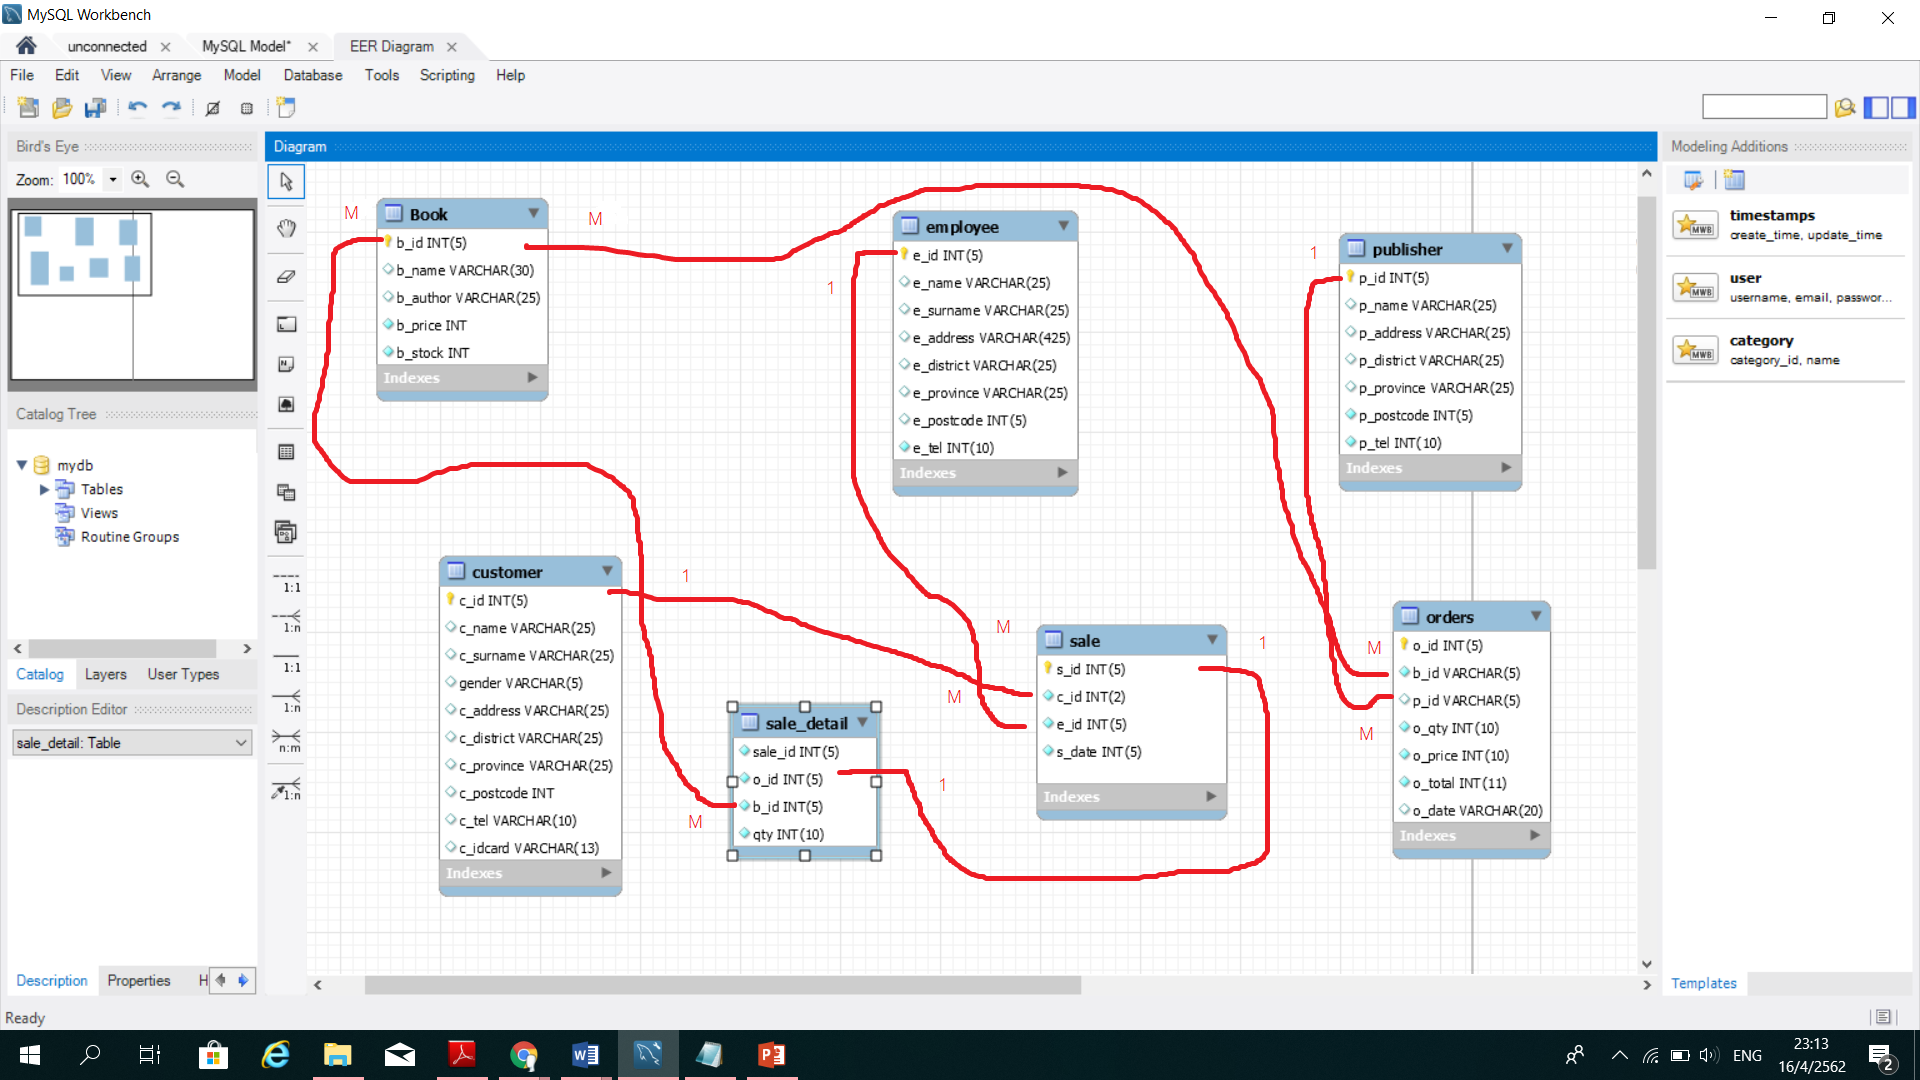 MySQL Workbench
unconnected
MySQL Model*
EER Diagram
File Edit View Arrange Model Database Tools Scripting Help
Bird's Eye
Zoom: 100%
Catalog Tree
mydb
Tables
Views
Routine Groups
Catalog Layers User Types
Description Editor
sale_detail: Table
Description Properties H
Ready
Diagram
1:1
1:n
1:1
1:n
n:m
1:n
M
Book
b_id INT(5)
b_name VARCHAR(30)
b_author VARCHAR(25)
b_price INT
b_stock INT
Indexes
M
1
employee
e_id INT(5)
e_name VARCHAR(25)
e_surname VARCHAR(25)
e_address VARCHAR(425)
e_district VARCHAR(25)
e_province VARCHAR(25)
e_postcode INT(5)
e_tel INT(10)
Indexes
1
publisher
p_id INT(5)
p_name VARCHAR(25)
p_address VARCHAR(25)
p_district VARCHAR(25)
p_province VARCHAR(25)
p_postcode INT(5)
p_tel INT(10)
Indexes
customer
c_id INT(5)
c_name VARCHAR(25)
c_surname VARCHAR(25)
gender VARCHAR(5)
c_address VARCHAR(25)
c_district VARCHAR(25)
c_province VARCHAR(25)
c_postcode INT
c_tel VARCHAR(10)
c_idcard VARCHAR(13)
Indexes
1
M
sale_detail
sale_id INT(5)
o_id INT(5)
b_id INT(5)
qty INT(10)
1
M
M
sale
s_id INT(5)
c_id INT(2)
e_id INT(5)
s_date INT(5)
Indexes
1
M
M
orders
o_id INT(5)
b_id VARCHAR(5)
p_id VARCHAR(5)
o_qty INT(10)
o_price INT(10)
o_total INT(11)
o_date VARCHAR(20)
Indexes
Modeling Additions
MWB
timestamps
create_time, update_time
MWB
user
username, email, passwor...
MWB
category
category_id, name
Templates
ENG
23:13
16/4/2562
2